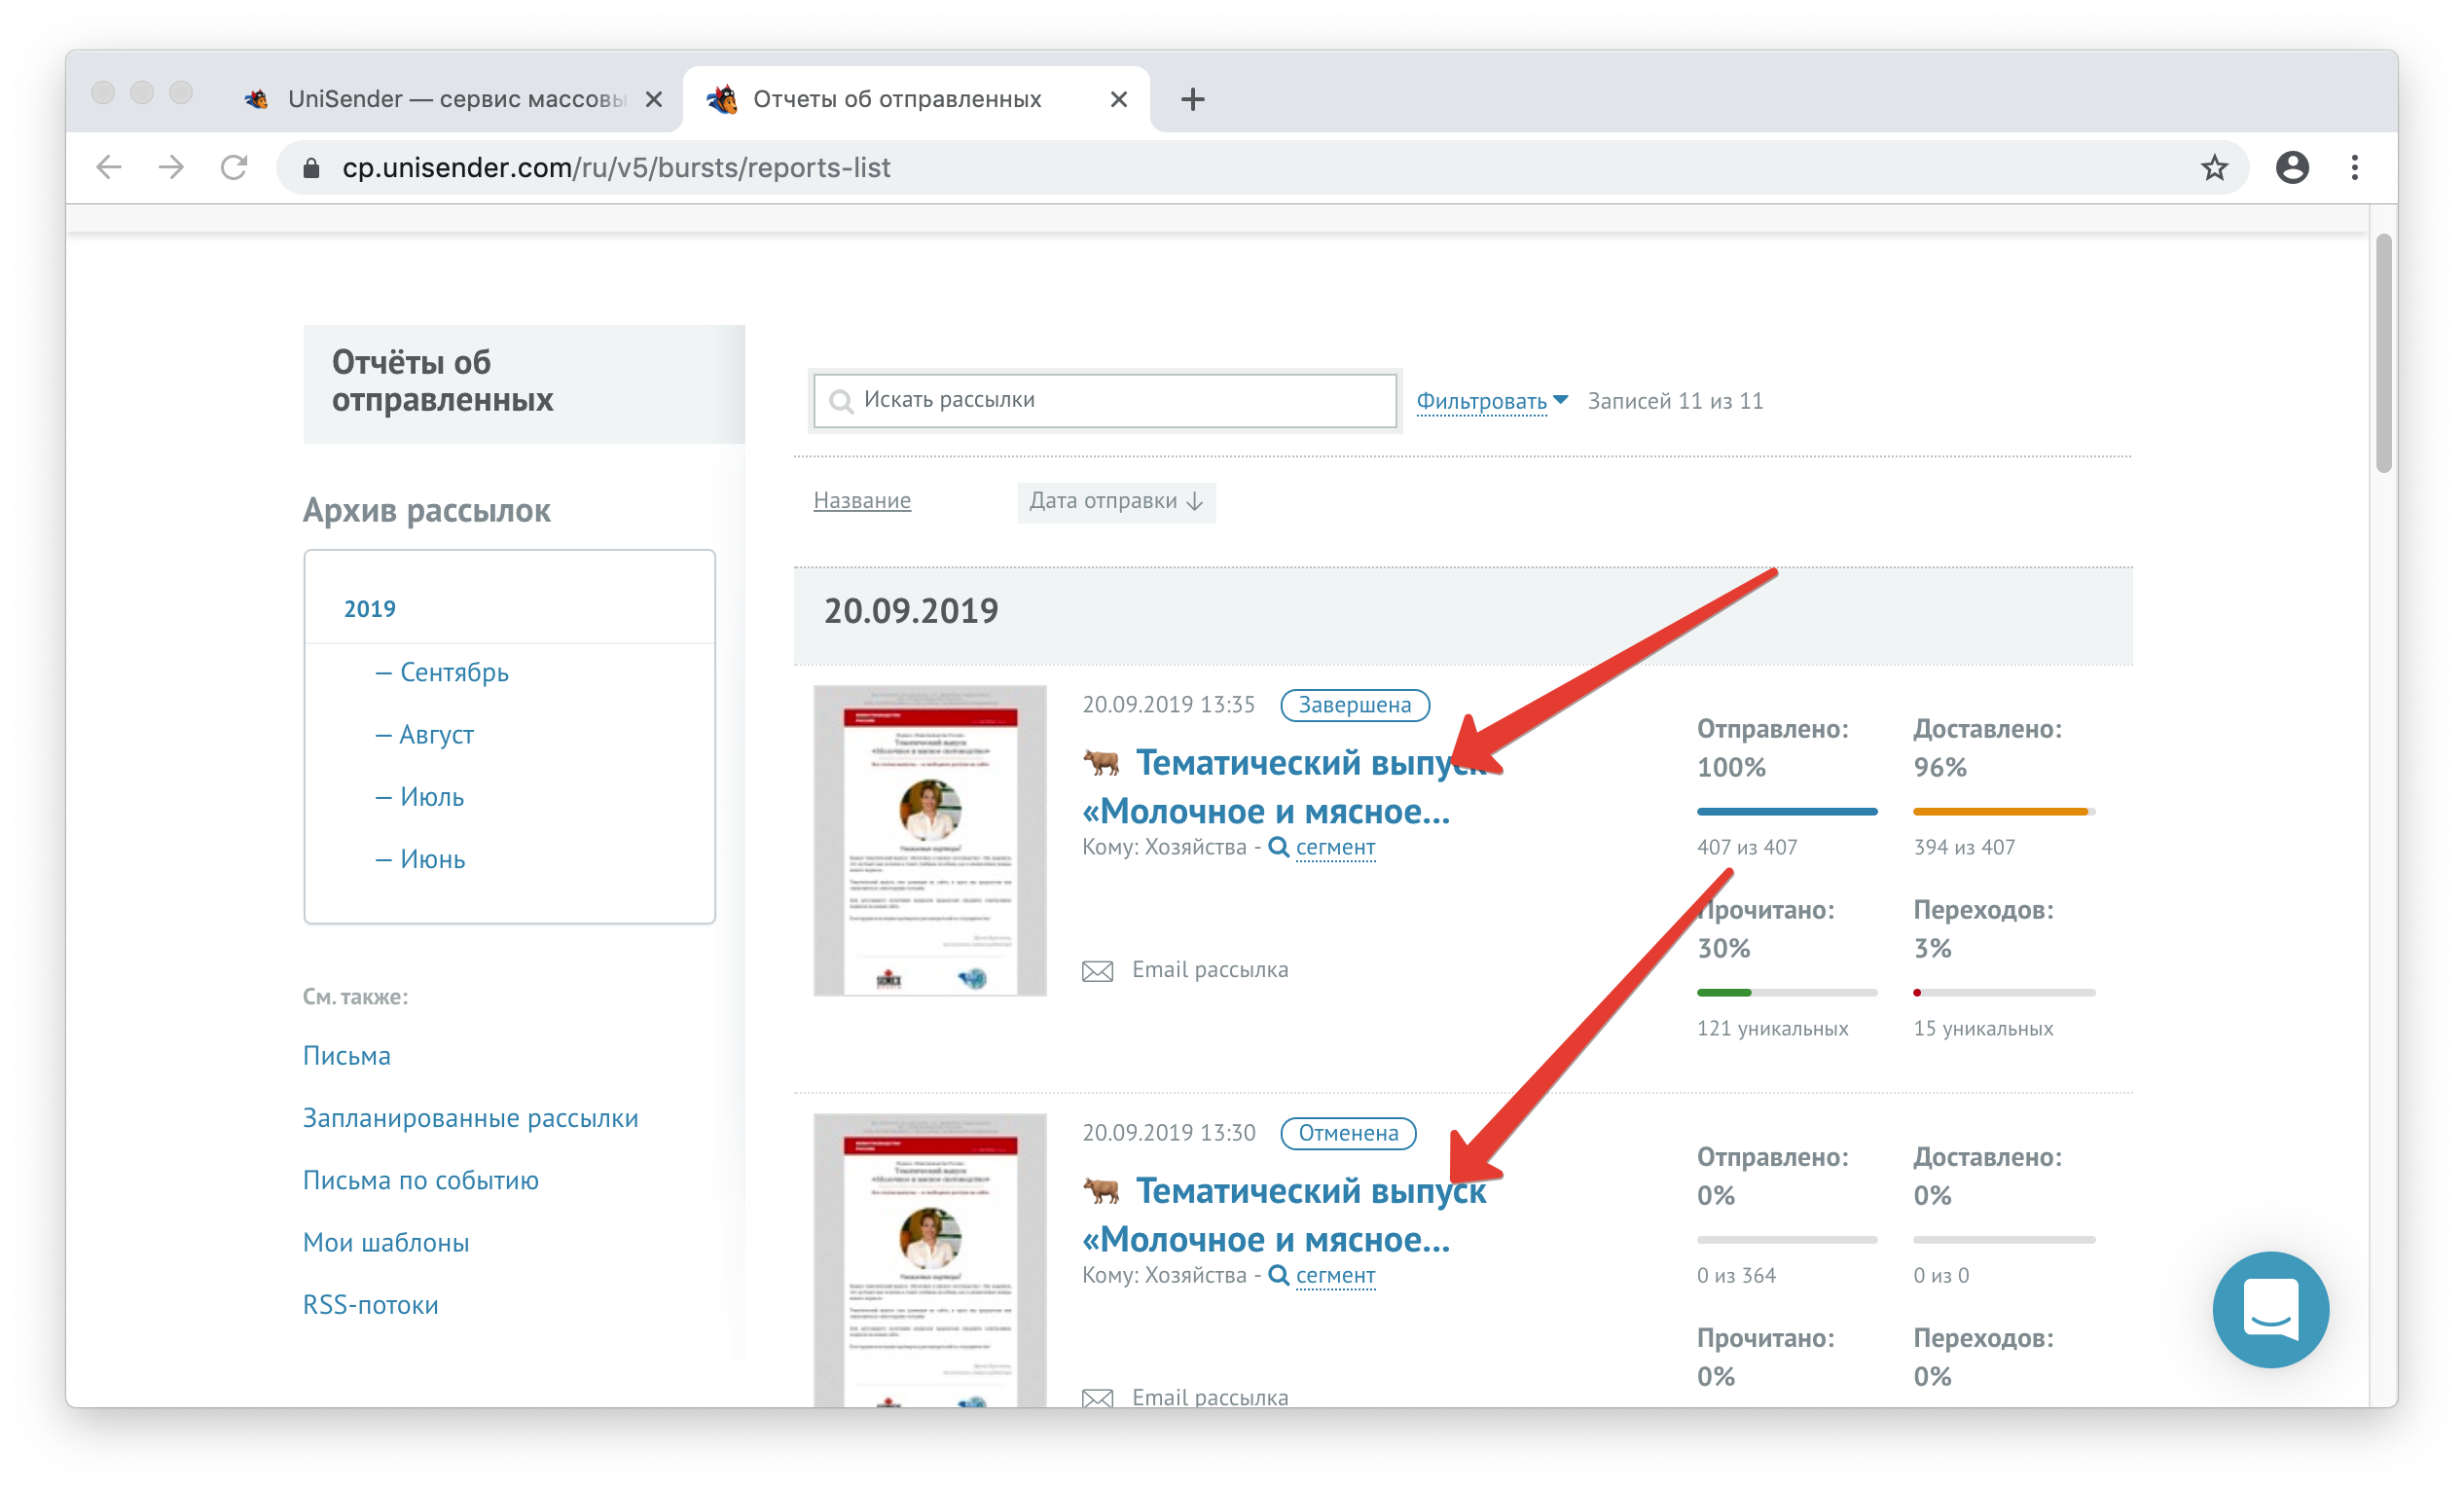 UniSender — сервис массовы
Отчеты об отправленных
cp.unisender.com/ru/v5/bursts/reports-list
Отчёты об
отправленных
Искать рассылки
Фильтровать
Записей 11 из 11
Название
Дата отправки ↓
Архив рассылок
2019
— Сентябрь
— Август
— Июль
— Июнь
См. также:
Письма
Запланированные рассылки
Письма по событию
Мои шаблоны
RSS-потоки
20.09.2019
20.09.2019 13:35 Завершена
Тематический выпуск
«Молочное и мясное...
Кому: Хозяйства - сегмент
Email рассылка
Отправлено: Доставлено:
100% 96%
407 из 407 394 из 407
Прочитано: Переходов:
30% 3%
121 уникальных 15 уникальных
20.09.2019 13:30 Отменена
Тематический выпуск
«Молочное и мясное...
Кому: Хозяйства - сегмент
Email рассылка
Отправлено: Доставлено:
0% 0%
0 из 364 0 из 0
Прочитано: Переходов:
0% 0%